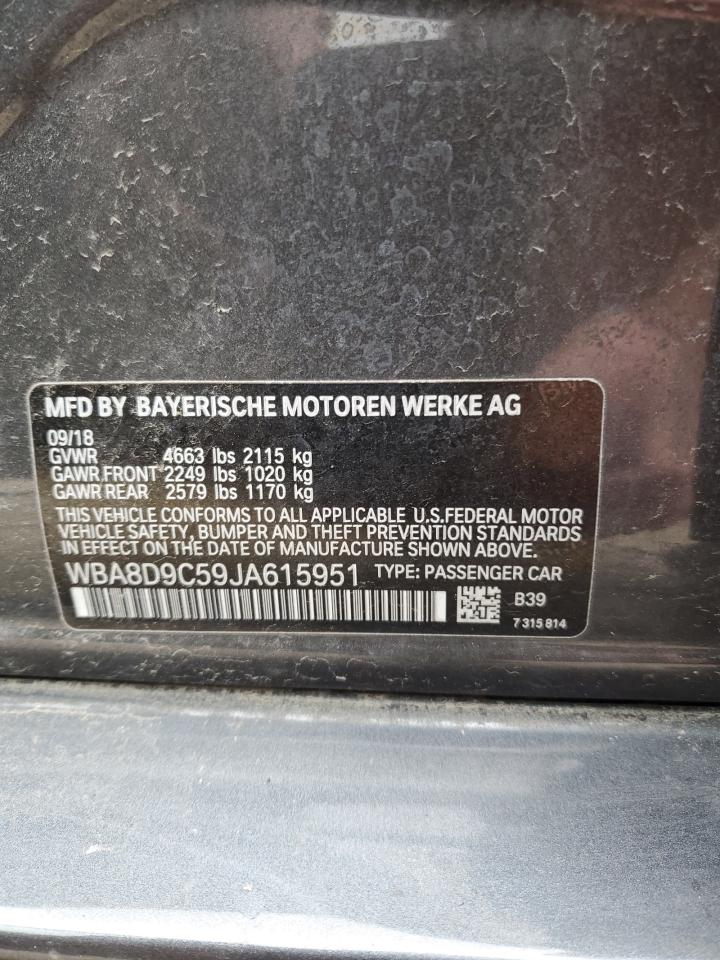 MFD BY BAYERISCHE MOTOREN WERKE AG
09/18
GVWR 4663 lbs 2115 kg
GAWR FRONT 2249 lbs 1020 kg
GAWR REAR 2579 lbs 1170 kg
THIS VEHICLE CONFORMS TO ALL APPLICABLE U.S.FEDERAL MOTOR
VEHICLE SAFETY, BUMPER AND THEFT PREVENTION STANDARDS
IN EFFECT ON THE DATE OF MANUFACTURE SHOWN ABOVE.
WBA8D9C59JA615951 TYPE: PASSENGER CAR
B39
7 315 814